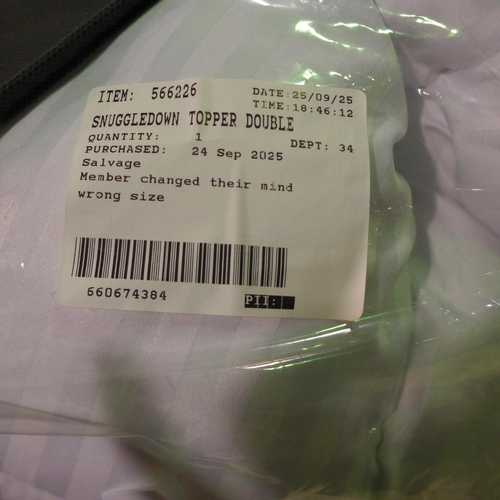 ITEM: 566226 DATE:25/09/25
TIME:18:46:12
SNUGGLEDOWN TOPPER DOUBLE
QUANTITY: 1 DEPT: 34
PURCHASED: 24 Sep 2025
Salvage
Member changed their mind
wrong size
660674384 PII: